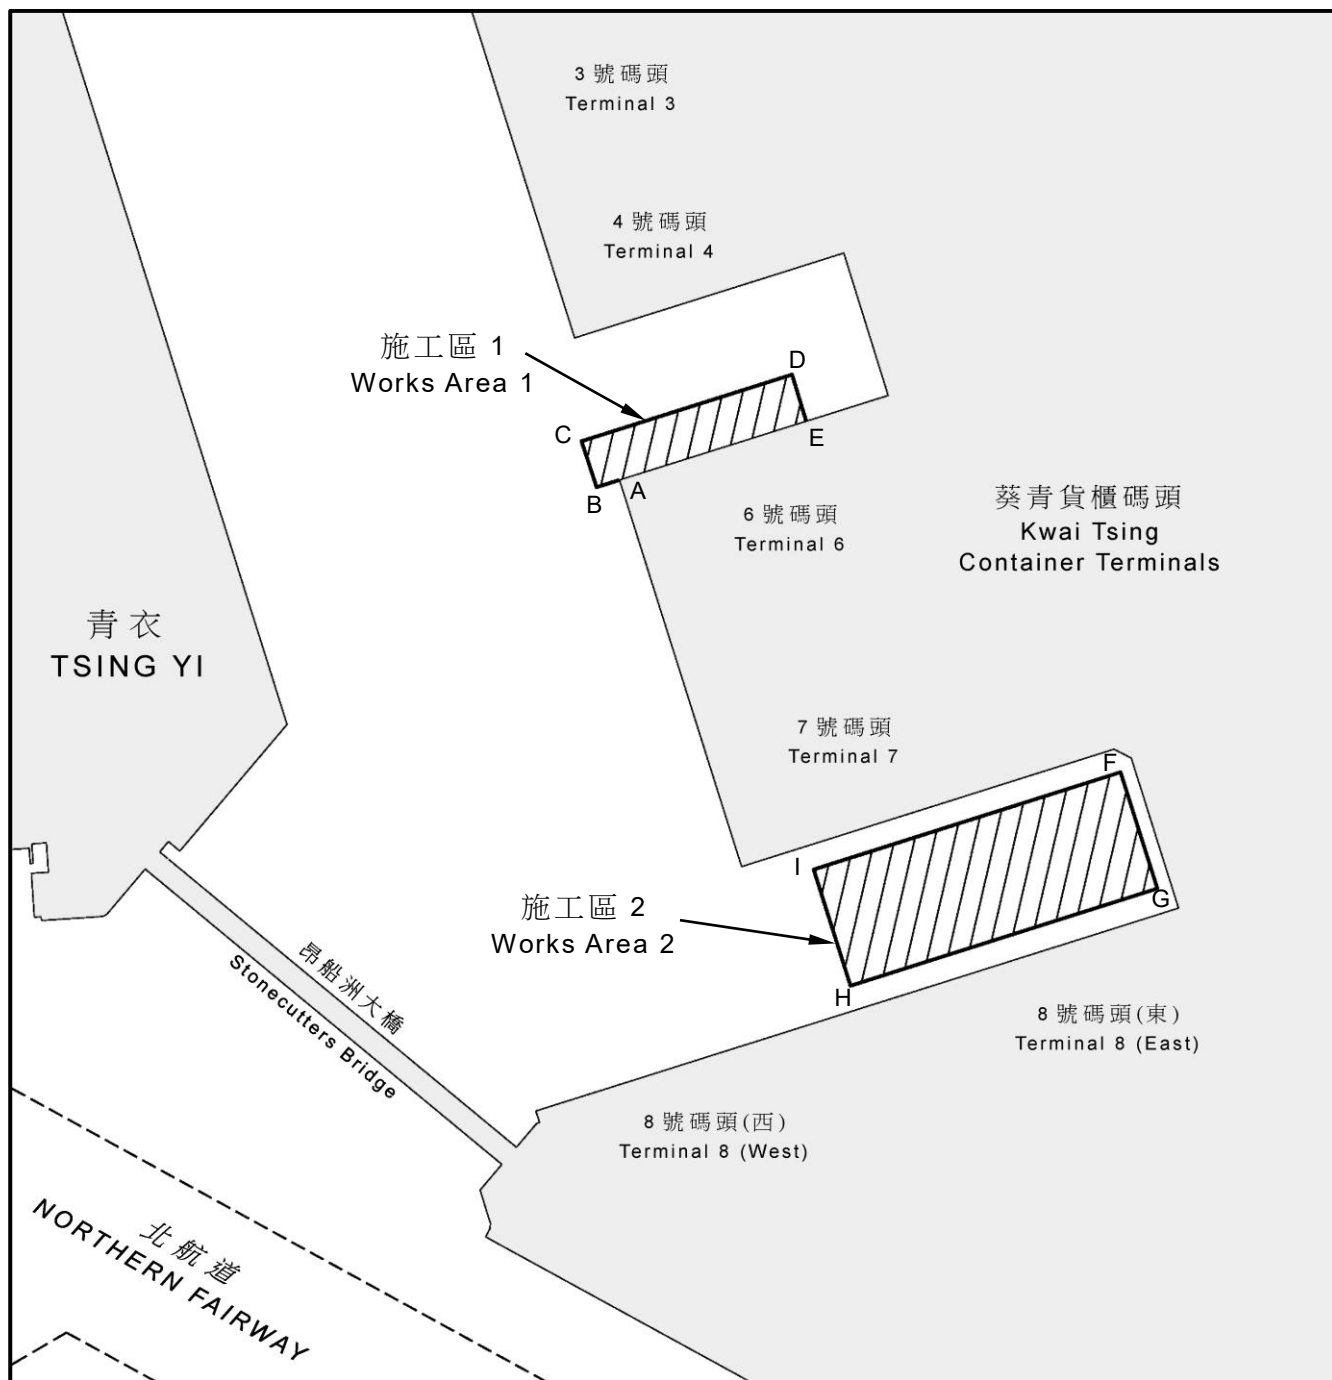 3 號碼頭
Terminal 3
4 號碼頭
Terminal 4
施工區 1
Works Area 1
D
C
E
B
A
6 號碼頭
Terminal 6
葵青貨櫃碼頭
Kwai Tsing
Container Terminals
青衣
TSING YI
7 號碼頭
Terminal 7
F
I
G
H
施工區 2
Works Area 2
昂船洲大橋
Stonecutters Bridge
8 號碼頭(東)
Terminal 8 (East)
8 號碼頭(西)
Terminal 8 (West)
北航道
NORTHERN FAIRWAY